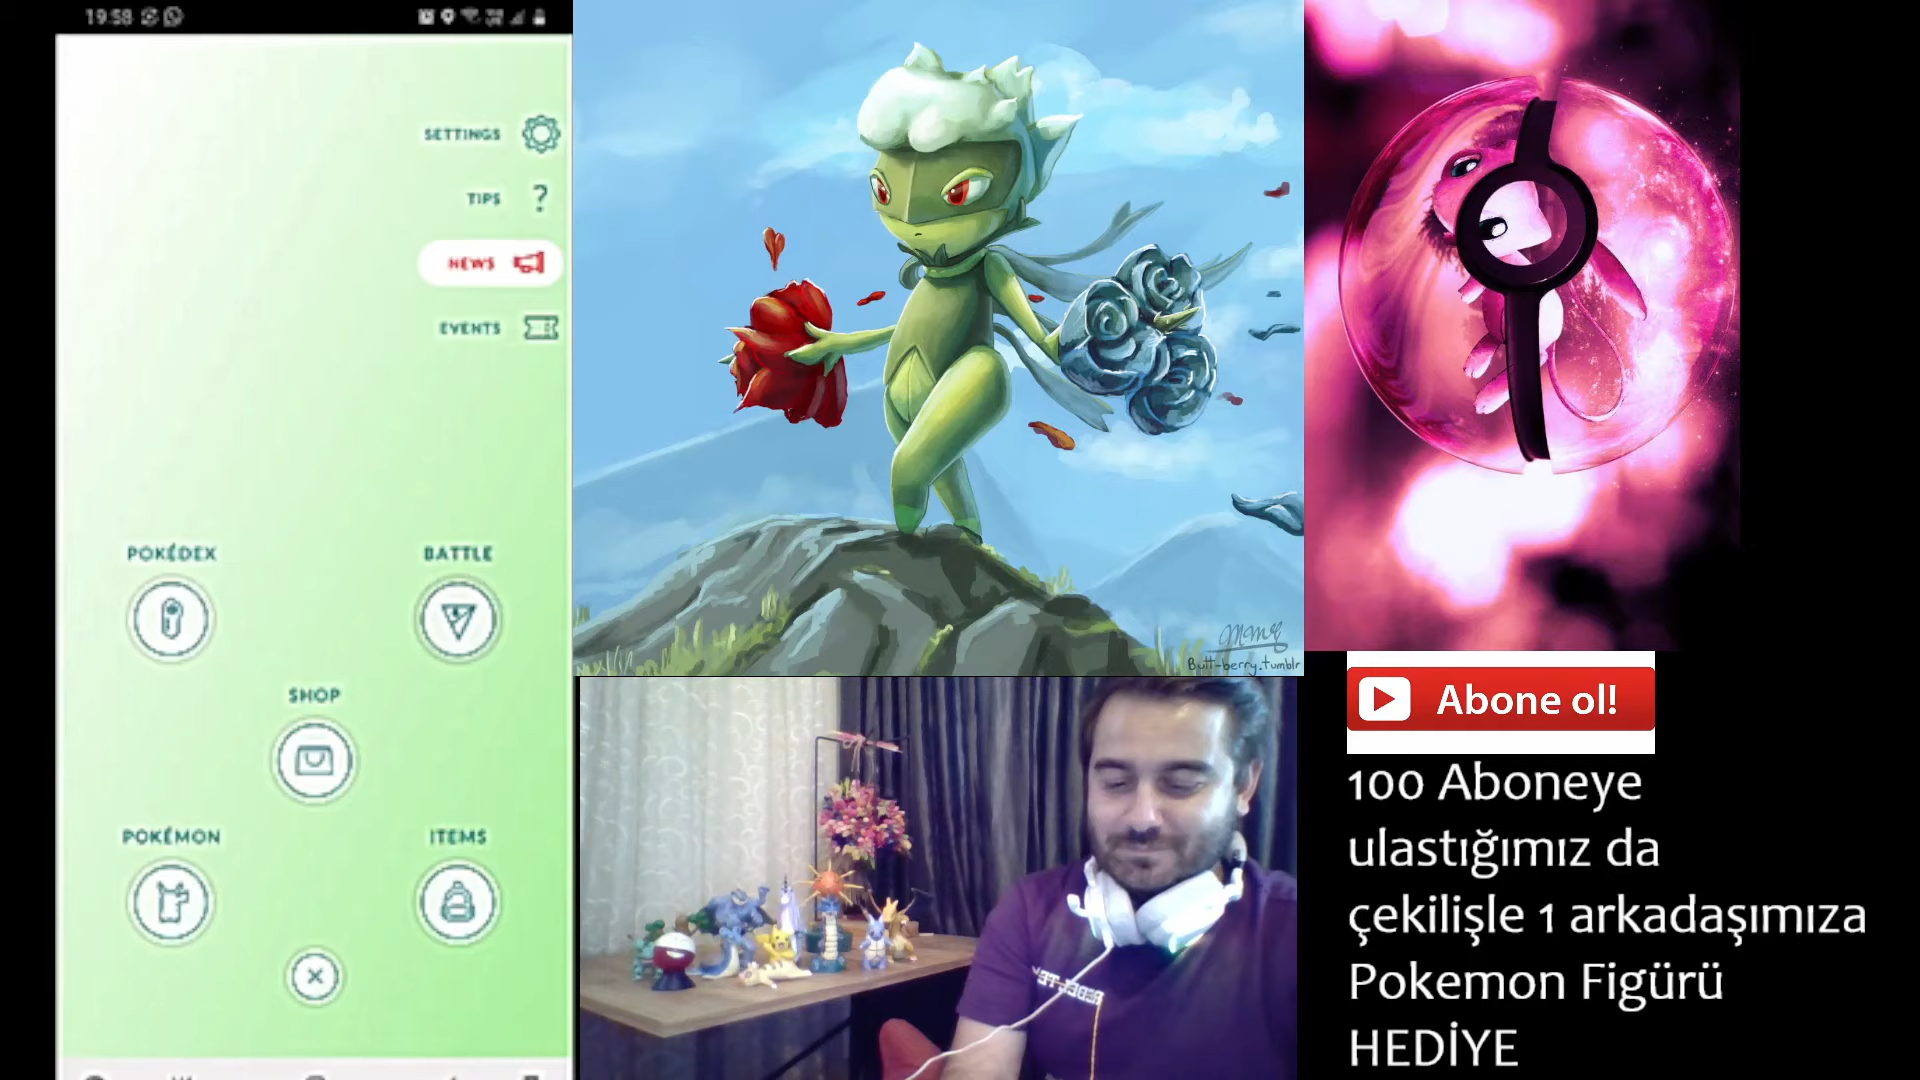 19:58
SETTINGS
TIPS
NEWS
EVENTS
POKÉDEX
BATTLE
SHOP
POKÉMON
ITEMS
Butt-berry.tumblr
Abone ol!
100 Aboneye
ulastığımız da
çekilişle 1 arkadaşımıza
Pokemon Figürü
HEDİYE